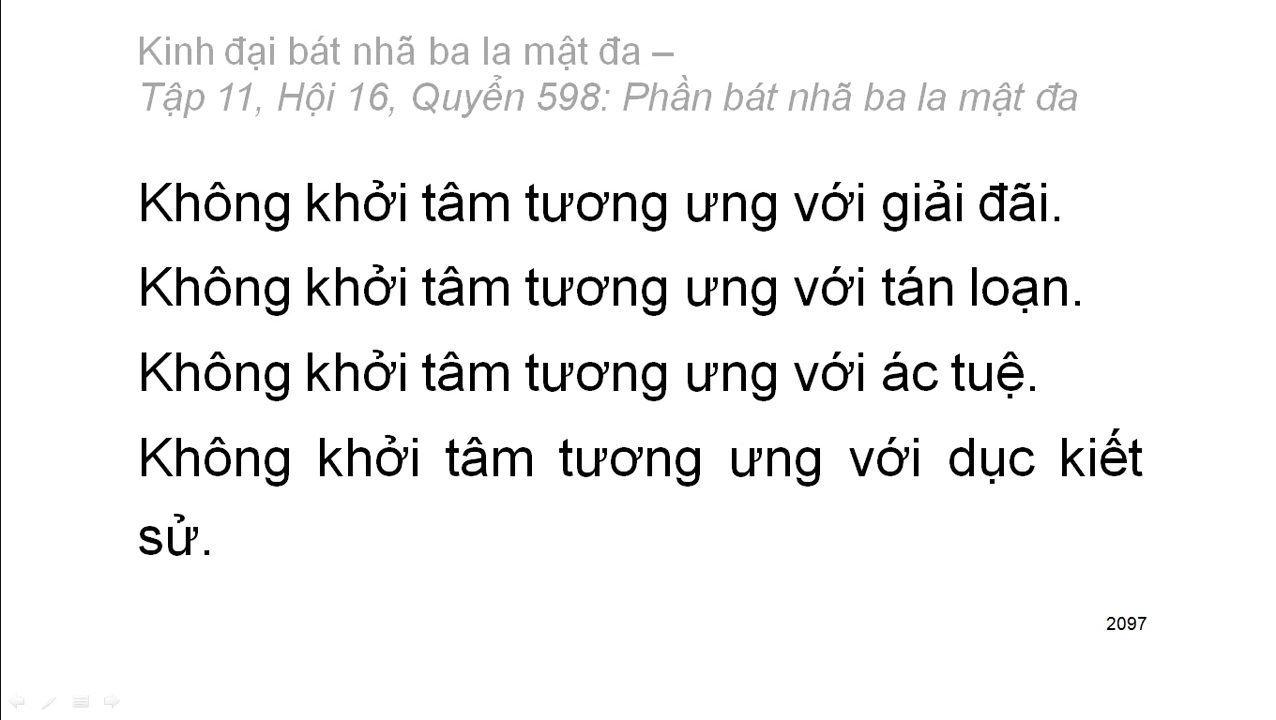 Kinh đại bát nhã ba la mật đa –
Tập 11, Hội 16, Quyển 598: Phần bát nhã ba la mật đa
Không khởi tâm tương ưng với giải đãi.
Không khởi tâm tương ưng với tán loạn.
Không khởi tâm tương ưng với ác tuệ.
Không khởi tâm tương ưng với dục kiết
sử.
2097